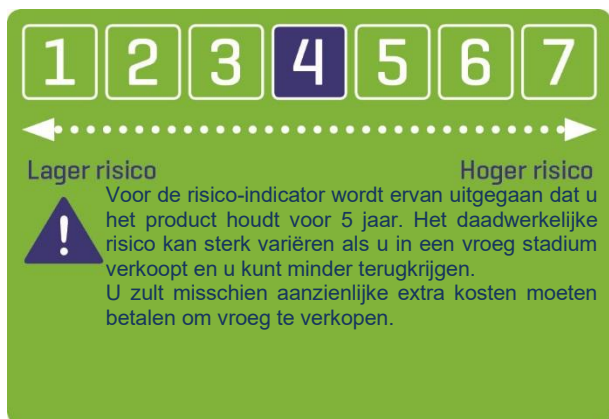 1 2 3 4 5 6 7
Lager risico Hoger risico
Voor de risico-indicator wordt ervan uitgegaan dat u
het product houdt voor 5 jaar. Het daadwerkelijke
risico kan sterk variëren als u in een vroeg stadium
verkoopt en u kunt minder terugkrijgen.
U zult misschien aanzienlijke extra kosten moeten
betalen om vroeg te verkopen.